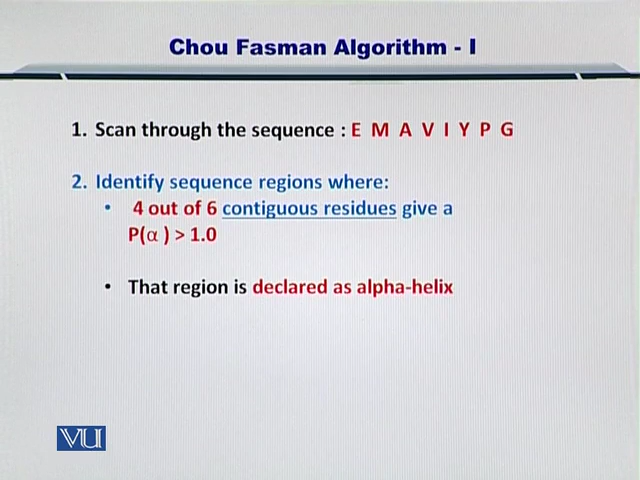 Chou Fasman Algorithm - I
1. Scan through the sequence : E M A V I Y P G
2. Identify sequence regions where:
• 4 out of 6 contiguous residues give a
P(α ) > 1.0
• That region is declared as alpha-helix
VU